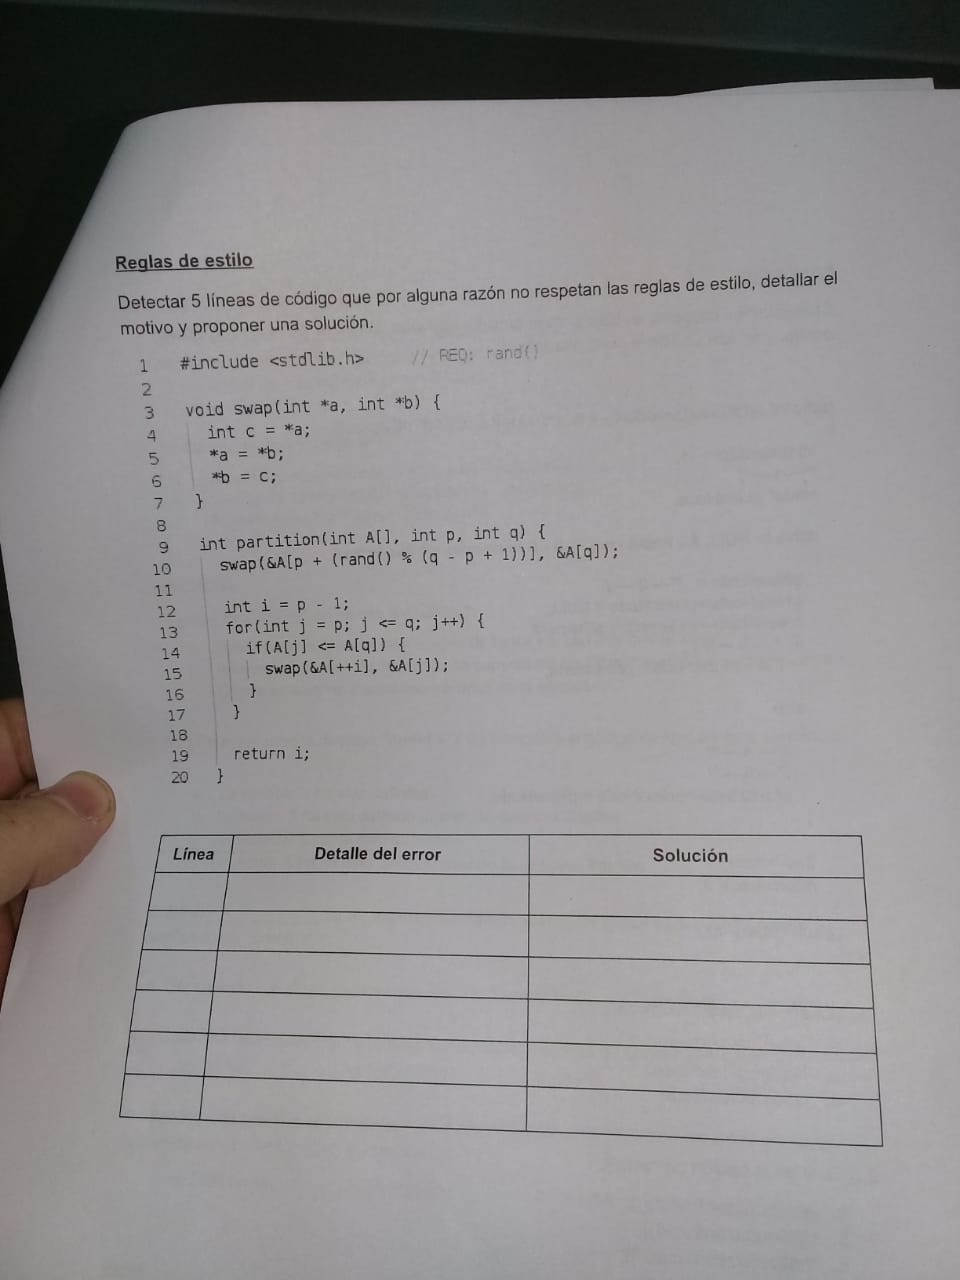 Reglas de estilo
Detectar 5 líneas de código que por alguna razón no respetan las reglas de estilo, detallar el
motivo y proponer una solución.
1 #include <stdlib.h> // REQ: rand()
2
3 void swap(int *a, int *b) {
4 int c = *a;
5 *a = *b;
6 *b = c;
7 }
8
9 int partition(int A[], int p, int q) {
10 swap(&A[p + (rand() % (q - p + 1))], &A[q]);
11
12 int i = p - 1;
13 for(int j = p; j <= q; j++) {
14 if(A[j] <= A[q]) {
15 swap(&A[++i], &A[j]);
16 }
17 }
18
19 return i;
20 }
Línea Detalle del error Solución